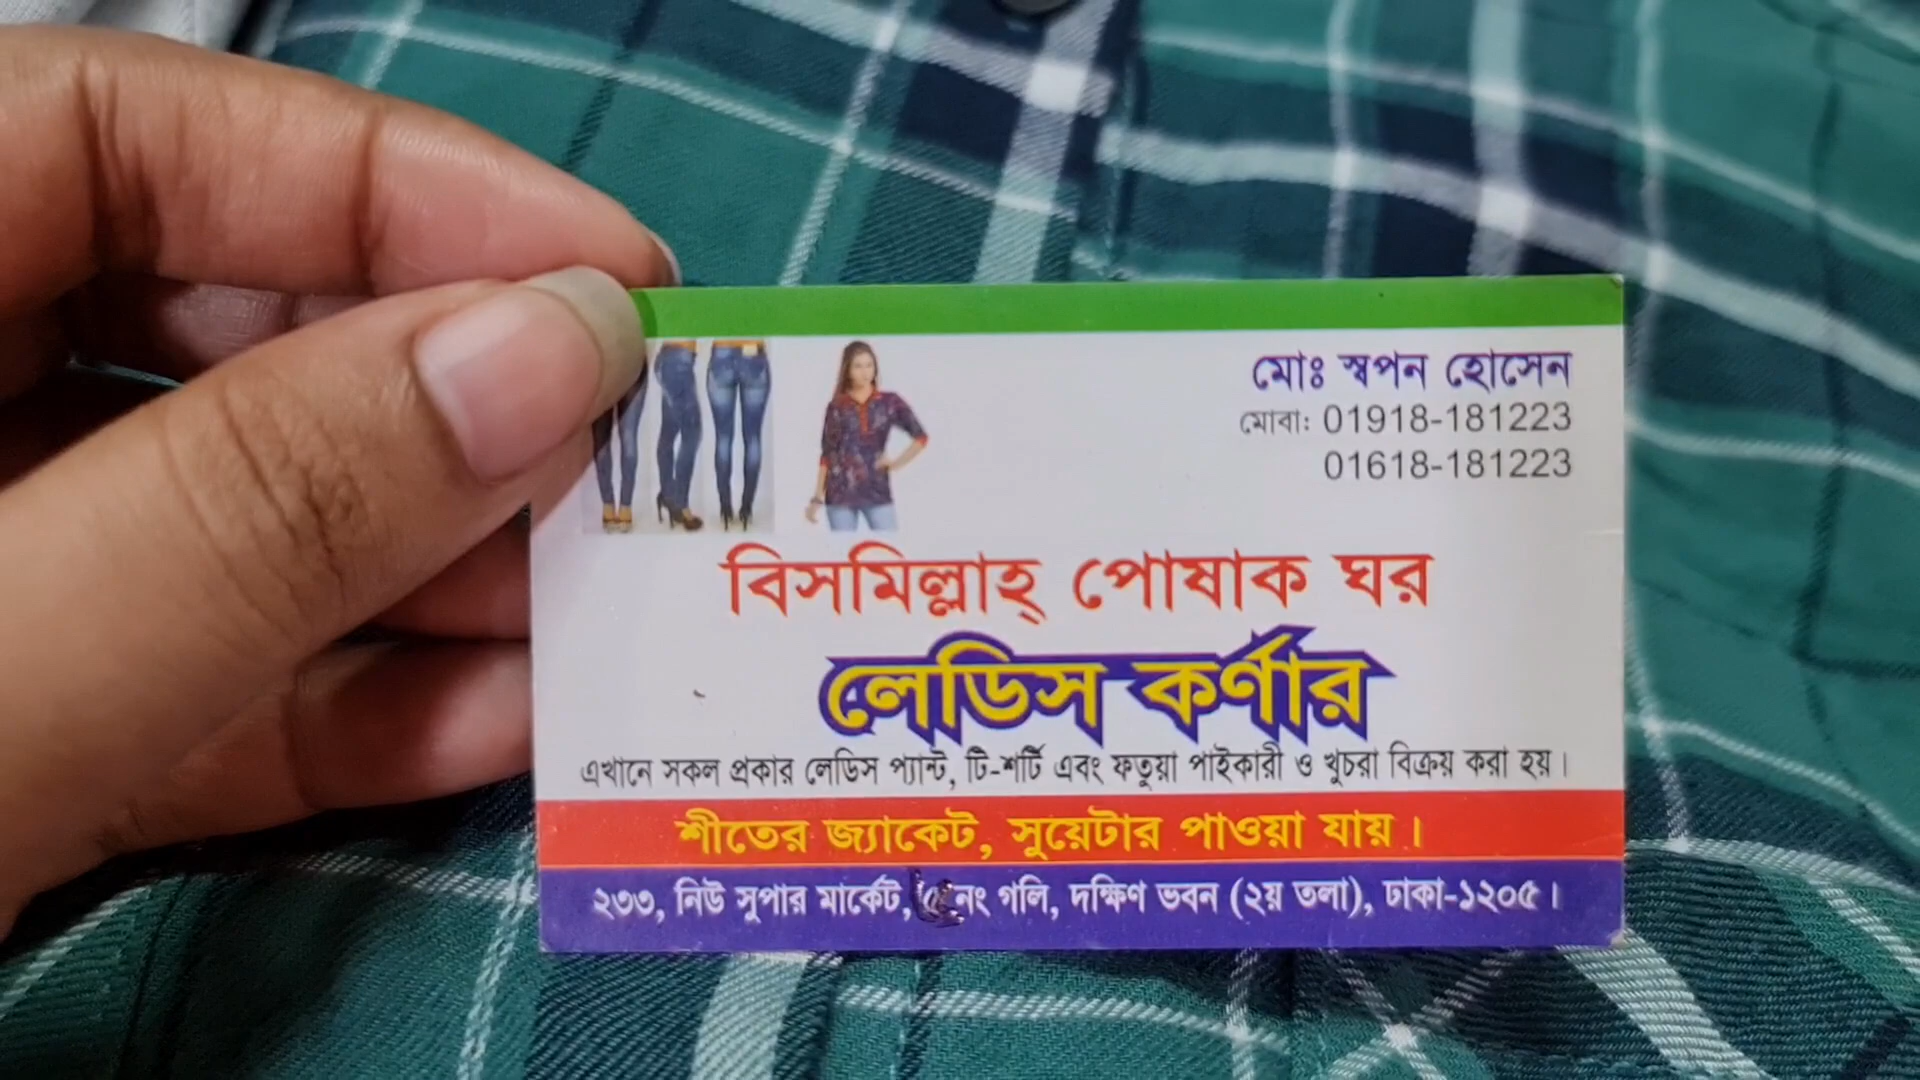 মোঃ স্বপন হোসেন
মোবাঃ 01918-181223
01618-181223
বিসমিল্লাহ্ পোষাক ঘর
লেডিস কর্ণার
এখানে সকল প্রকার লেডিস প্যান্ট, টি-শার্ট এবং ফতুয়া পাইকারী ও খুচরা বিক্রয় করা হয়।
শীতের জ্যাকেট, সুয়েটার পাওয়া যায়।
২৩৩, নিউ সুপার মার্কেট, নং গলি, দক্ষিণ ভবন (২য় তলা), ঢাকা-১২০৫।